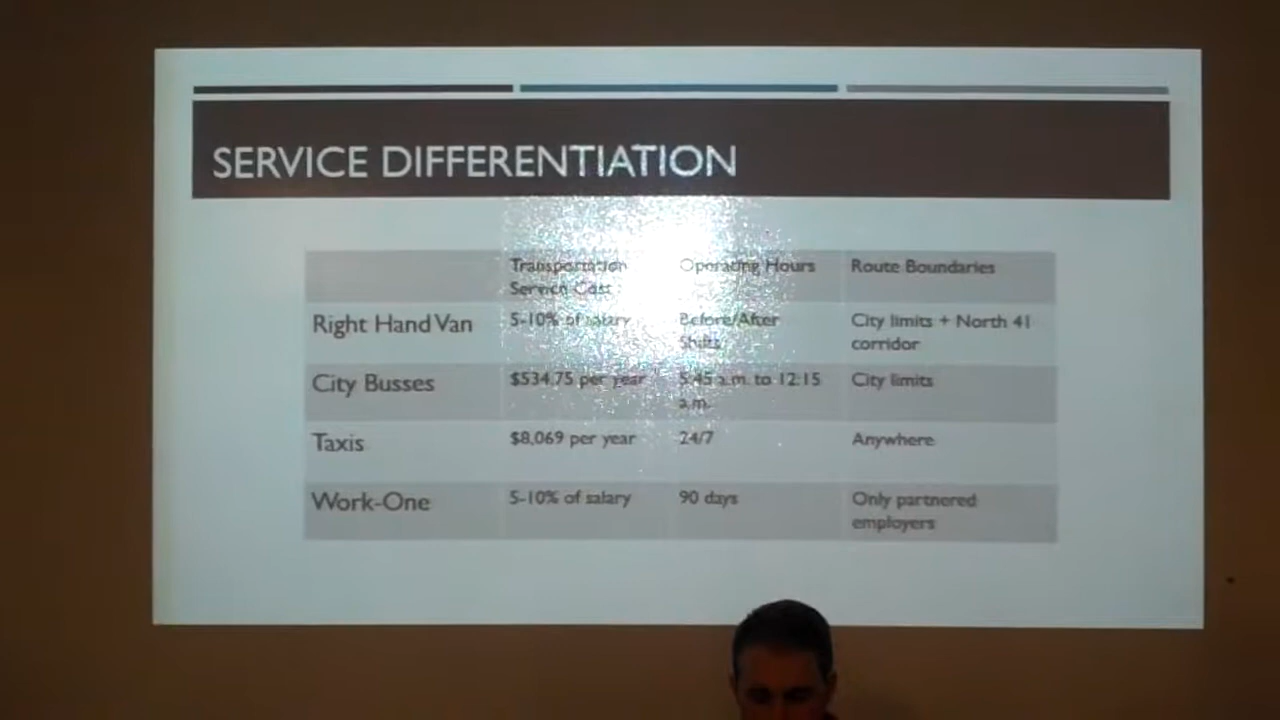 SERVICE DIFFERENTIATION
Transportation Operating Hours Route Boundaries
Service Cost
Right Hand Van 5-10% of salary Before/After City limits + North 41
Shifts corridor
City Busses $534.75 per year 5:45 a.m. to 12:15 City limits
a.m.
Taxis $8,069 per year 24/7 Anywhere
Work-One 5-10% of salary 90 days Only partnered
employers